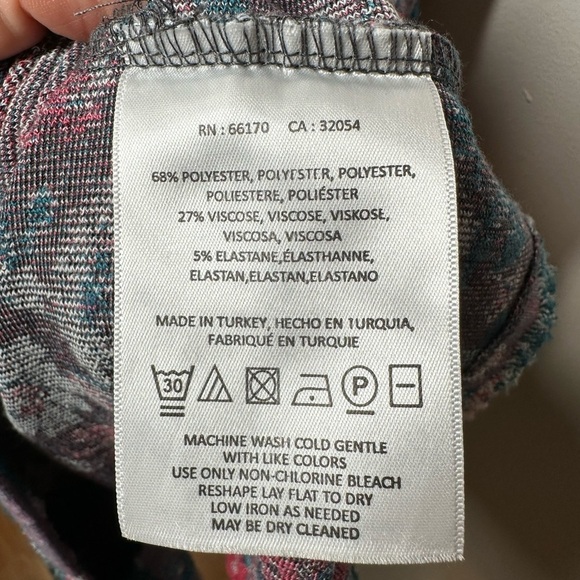 RN : 66170 CA : 32054
68% POLYESTER, POLYESTER, POLYESTER,
POLIESTERE, POLIÉSTER
27% VISCOSE, VISCOSE, VISKOSE,
VISCOSA, VISCOSA
5% ELASTANE,ÉLASTHANNE,
ELASTAN,ELASTAN,ELASTANO
MADE IN TURKEY, HECHO EN TURQUIA,
FABRIQUÉ EN TURQUIE
30 P
MACHINE WASH COLD GENTLE
WITH LIKE COLORS
USE ONLY NON-CHLORINE BLEACH
RESHAPE LAY FLAT TO DRY
LOW IRON AS NEEDED
MAY BE DRY CLEANED